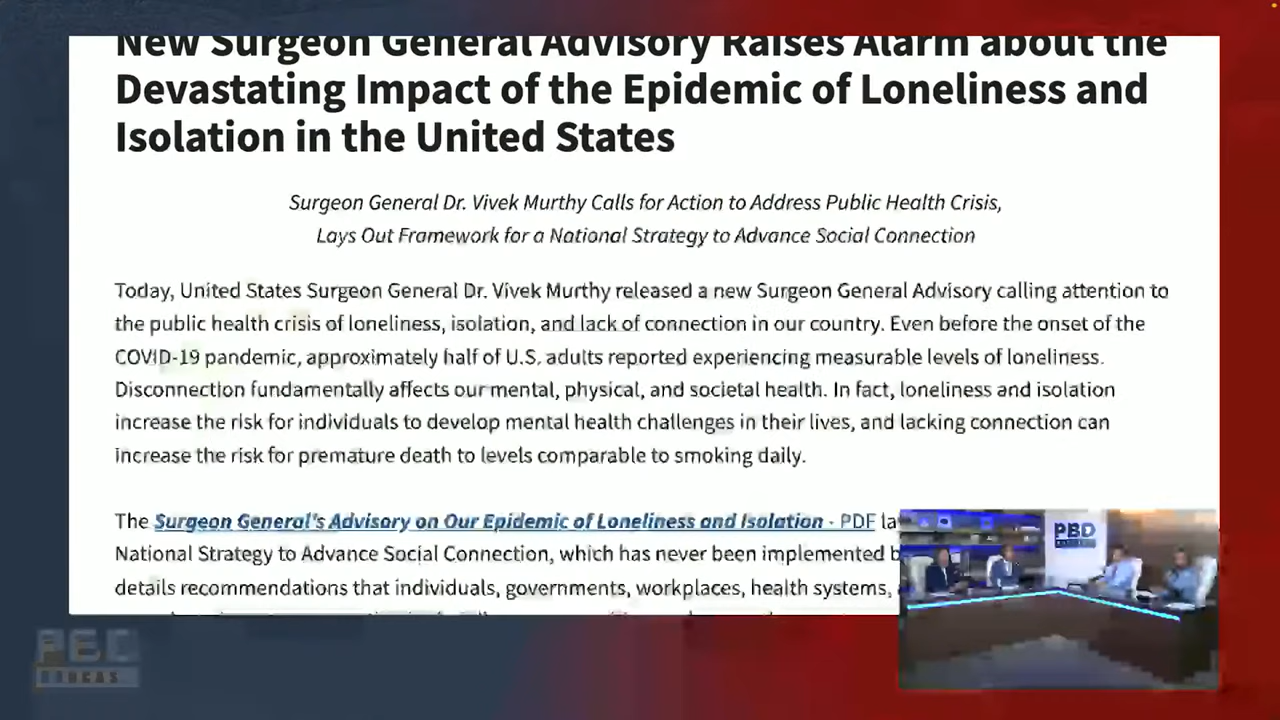 New Surgeon General Advisory Raises Alarm about the
Devastating Impact of the Epidemic of Loneliness and
Isolation in the United States
Surgeon General Dr. Vivek Murthy Calls for Action to Address Public Health Crisis,
Lays Out Framework for a National Strategy to Advance Social Connection
Today, United States Surgeon General Dr. Vivek Murthy released a new Surgeon General Advisory calling attention to
the public health crisis of loneliness, isolation, and lack of connection in our country. Even before the onset of the
COVID-19 pandemic, approximately half of U.S. adults reported experiencing measurable levels of loneliness.
Disconnection fundamentally affects our mental, physical, and societal health. In fact, loneliness and isolation
increase the risk for individuals to develop mental health challenges in their lives, and lacking connection can
increase the risk for premature death to levels comparable to smoking daily.
The Surgeon General's Advisory on Our Epidemic of Loneliness and Isolation - PDF la
National Strategy to Advance Social Connection, which has never been implemented b
details recommendations that individuals, governments, workplaces, health systems,
PBD